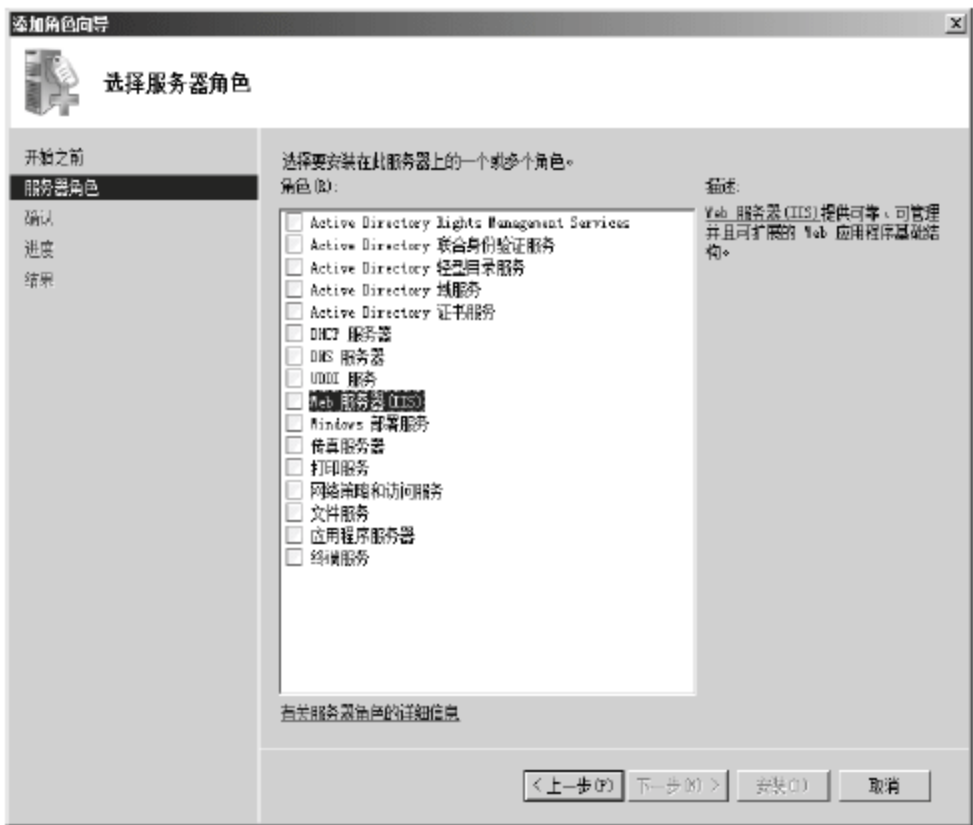 添加角色向导
选择服务器角色
开始之前
服务器角色
确认
进度
结果
选择要安装在此服务器上的一个或多个角色。
角色(R):
Active Directory Rights Management Services
Active Directory 联合身份验证服务
Active Directory 轻型目录服务
Active Directory 域服务
Active Directory 证书服务
DHCP 服务器
DNS 服务器
UDDI 服务
Web 服务器(IIS)
Windows 部署服务
传真服务器
打印服务
网络策略和访问服务
文件服务
应用程序服务器
终端服务
有关服务器角色的详细信息
描述:
Web 服务器(IIS)提供可靠、可管理
并且可扩展的 Web 应用程序基础结
构。
< 上一步(P) 下一步(N) > 安装(I) 取消